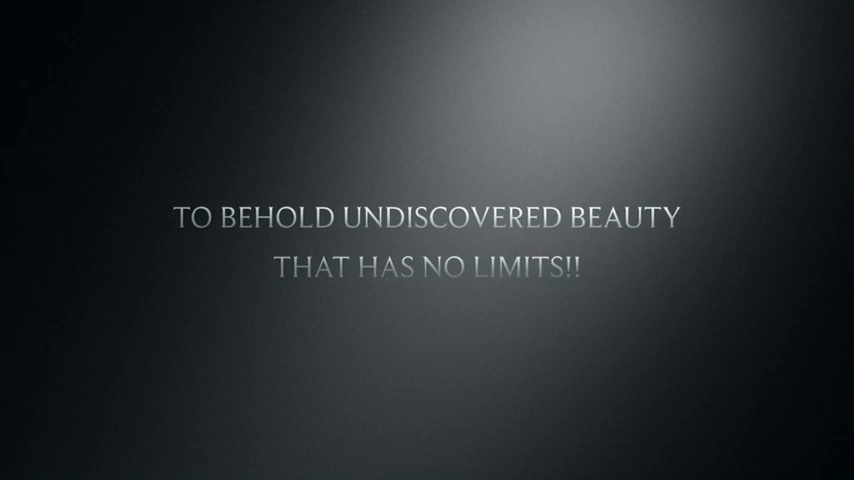 TO BEHOLD UNDISCOVERED BEAUTY
THAT HAS NO LIMITS!!